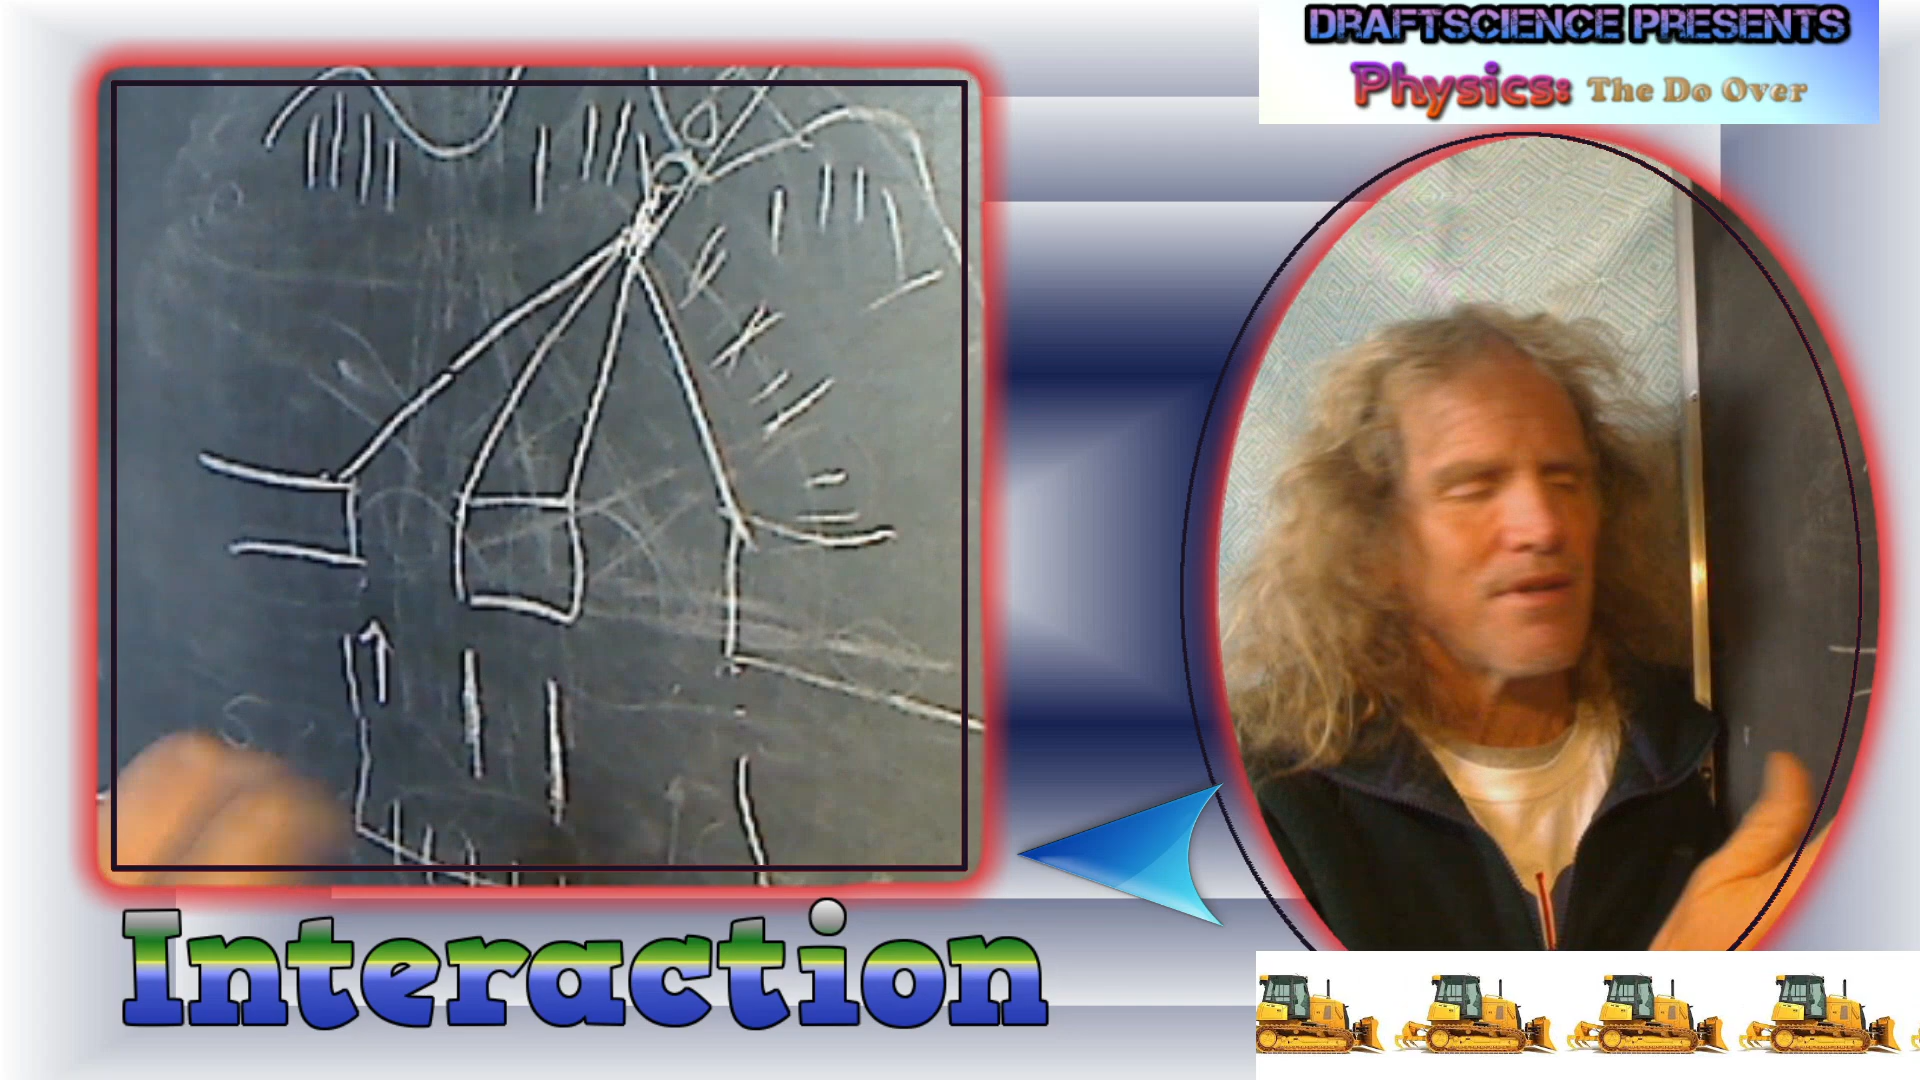 DRAFTSCIENCE PRESENTS
Physics: The Do Over
Interaction